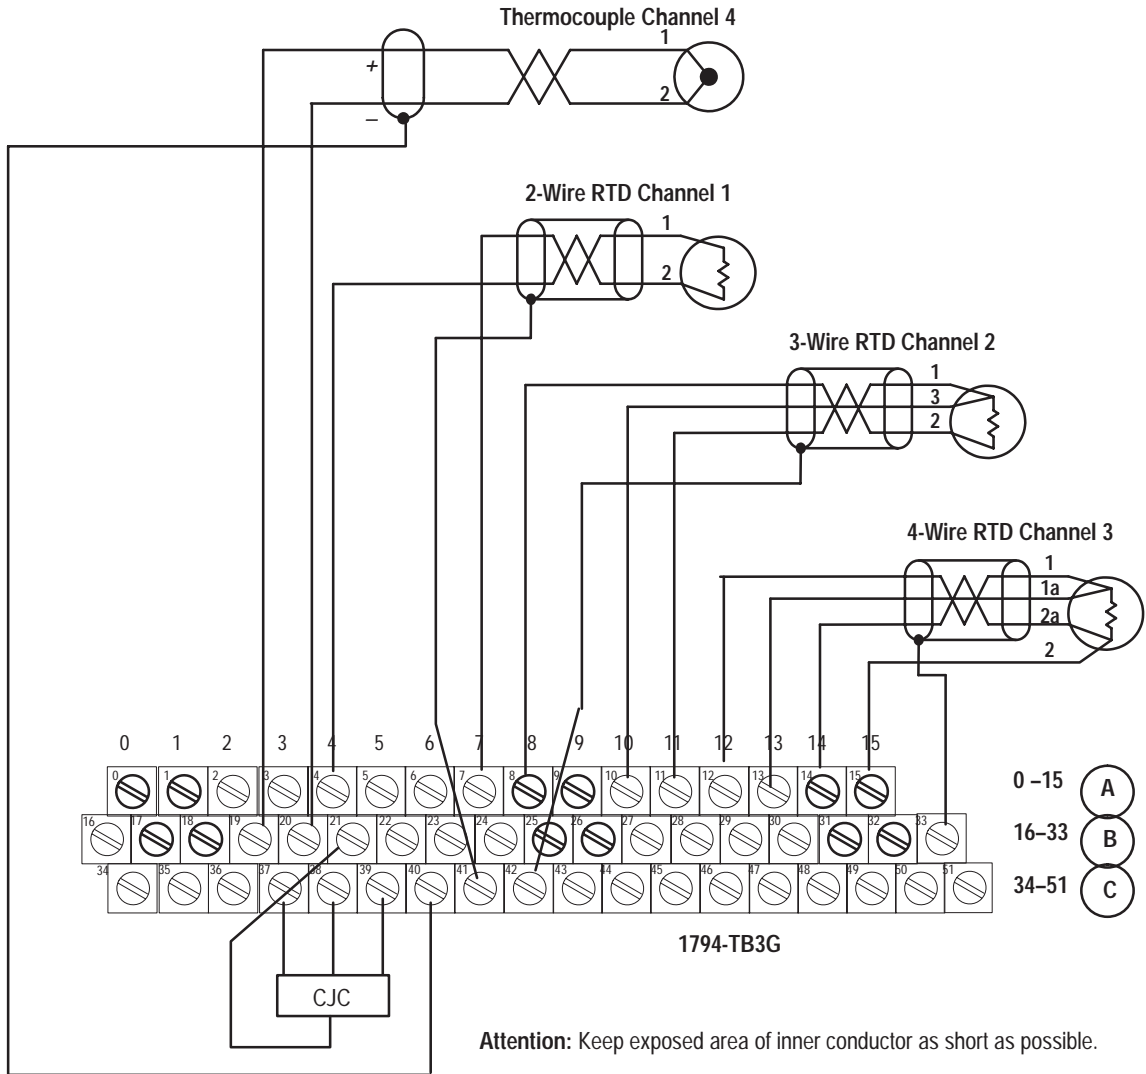 Thermocouple Channel 4
1
+
2
–
2-Wire RTD Channel 1
1
2
3-Wire RTD Channel 2
1
3
2
4-Wire RTD Channel 3
1
1a
2a
2
0 1 2 3 4 5 6 7 8 9 10 11 12 13 14 15
0 1 2 3 4 5 6 7 8 9 10 11 12 13 14 15
0 –15 A
16 17 18 19 20 21 22 23 24 25 26 27 28 29 30 31 32 33
16–33 B
34 35 36 37 38 39 40 41 42 43 44 45 46 47 48 49 50 51
34–51 C
1794-TB3G
CJC
Attention: Keep exposed area of inner conductor as short as possible.